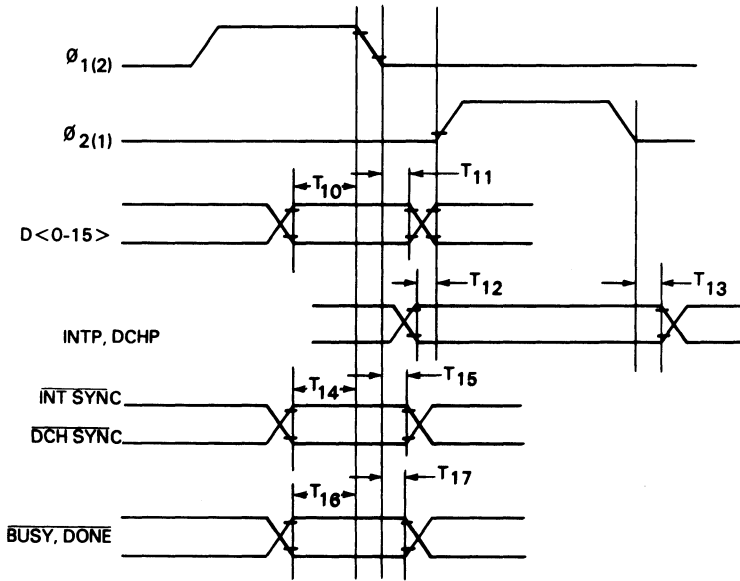 Ø1(2)
Ø2(1)
T10
T11
D<0-15>
T12
T13
INTP, DCHP
T14
T15
INT SYNC
DCH SYNC
T16
T17
BUSY, DONE